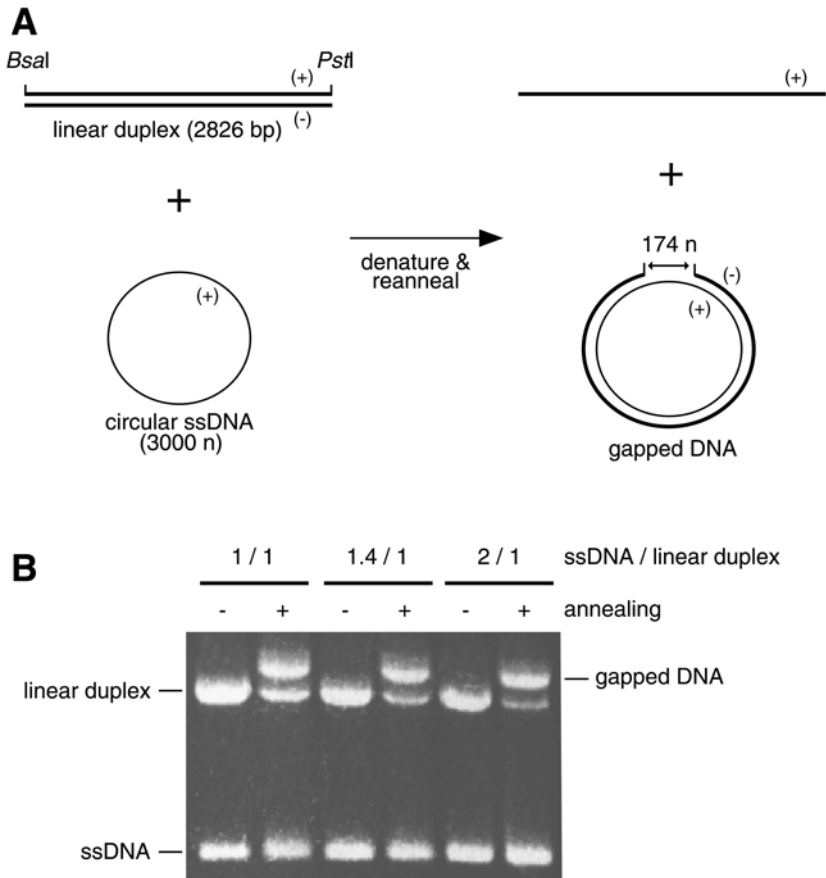 A
BsaI
PstI
(+)
(-)
linear duplex (2826 bp)
+
(+)
circular ssDNA
(3000 n)
denature &
reanneal
(+)
+
174 n
(-)
(+)
gapped DNA
B
1 / 1
1.4 / 1
2 / 1
ssDNA / linear duplex
- + - + - + annealing
linear duplex
gapped DNA
ssDNA